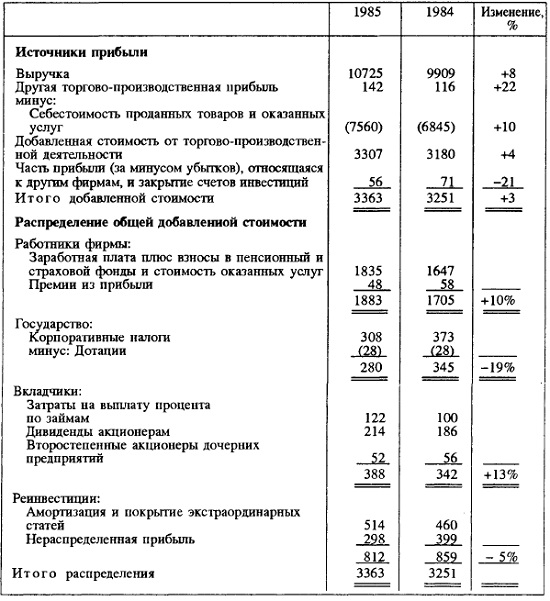 1985 1984 Изменение, %
Источники прибыли
Выручка 10725 9909 +8
Другая торгово-производственная прибыль 142 116 +22
минус:
Себестоимость проданных товаров и оказанных
услуг (7560) (6845) +10
Добавленная стоимость от торгово-производствен-
ной деятельности 3307 3180 +4
Часть прибыли (за минусом убытков), относящаяся
к другим фирмам, и закрытие счетов инвестиций 56 71 –21
Итого добавленной стоимости 3363 3251 +3
Распределение общей добавленной стоимости
Работники фирмы:
Заработная плата плюс взносы в пенсионный и
страховой фонды и стоимость оказанных услуг 1835 1647
Премии из прибыли 48 58
1883 1705 +10%
Государство:
Корпоративные налоги 308 373
минус: Дотации (28) (28)
280 345 –19%
Вкладчики:
Затраты на выплату процента
по займам 122 100
Дивиденды акционерам 214 186
Второстепенные акционеры дочерних
предприятий 52 56
388 342 +13%
Реинвестиции:
Амортизация и покрытие экстраординарных
статей 514 460
Нераспределенная прибыль 298 399
812 859 – 5%
Итого распределения 3363 3251